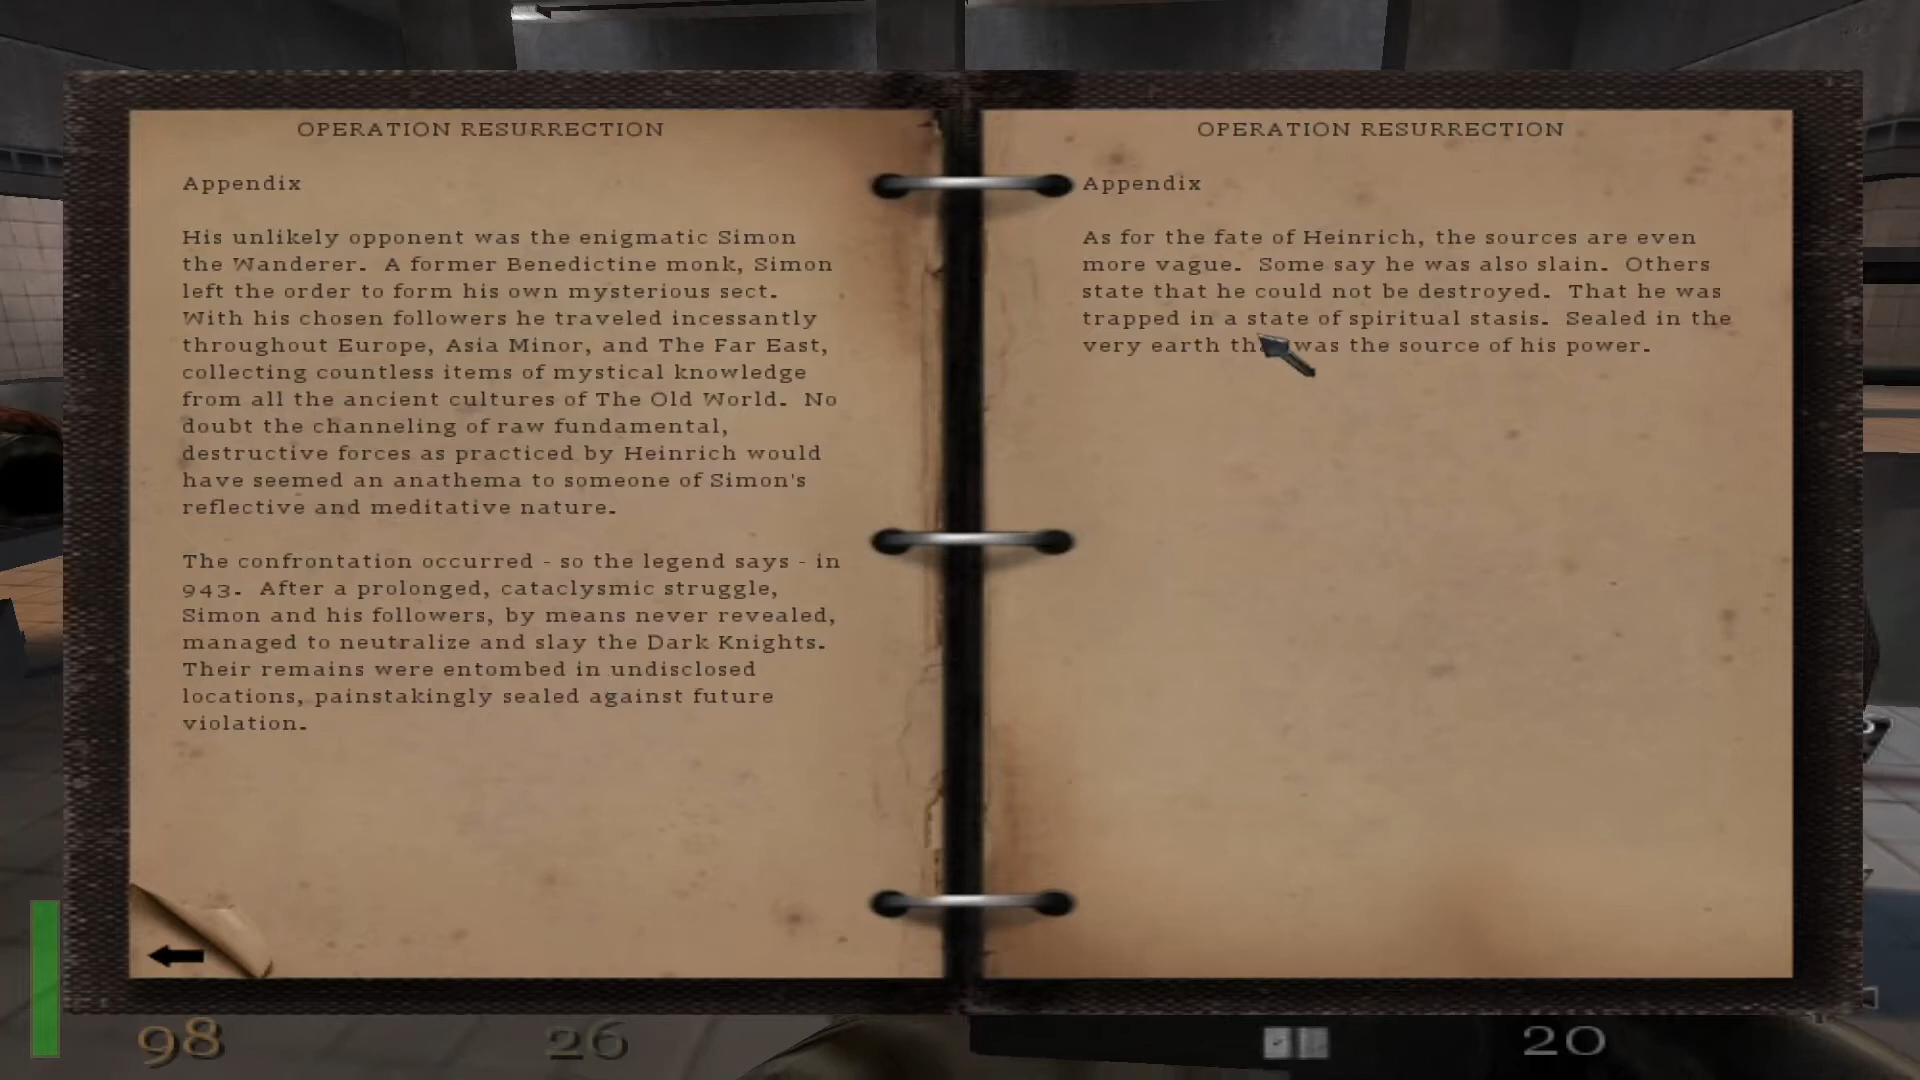 OPERATION RESURRECTION
Appendix
His unlikely opponent was the enigmatic Simon
the Wanderer.  A former Benedictine monk, Simon
left the order to form his own mysterious sect.
With his chosen followers he traveled incessantly
throughout Europe, Asia Minor, and The Far East,
collecting countless items of mystical knowledge
from all the ancient cultures of The Old World.  No
doubt the channeling of raw fundamental,
destructive forces as practiced by Heinrich would
have seemed an anathema to someone of Simon's
reflective and meditative nature.
The confrontation occurred - so the legend says - in
943.  After a prolonged, cataclysmic struggle,
Simon and his followers, by means never revealed,
managed to neutralize and slay the Dark Knights.
Their remains were entombed in undisclosed
locations, painstakingly sealed against future
violation.
OPERATION RESURRECTION
Appendix
As for the fate of Heinrich, the sources are even
more vague.  Some say he was also slain.  Others
state that he could not be destroyed.  That he was
trapped in a state of spiritual stasis.  Sealed in the
very earth that was the source of his power.
98
26
20